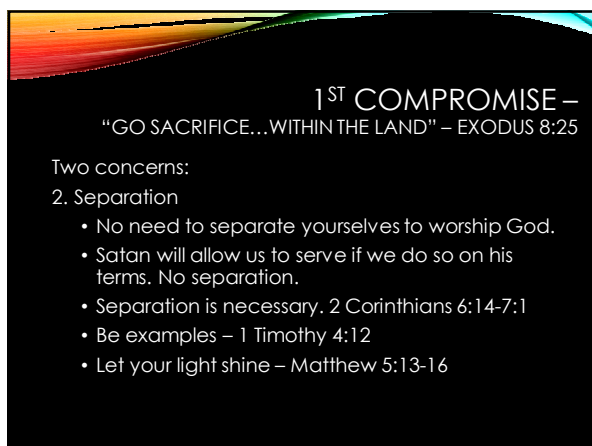 1ST COMPROMISE –
“GO SACRIFICE…WITHIN THE LAND” – EXODUS 8:25
Two concerns:
2. Separation
• No need to separate yourselves to worship God.
• Satan will allow us to serve if we do so on his
terms. No separation.
• Separation is necessary. 2 Corinthians 6:14-7:1
• Be examples – 1 Timothy 4:12
• Let your light shine – Matthew 5:13-16